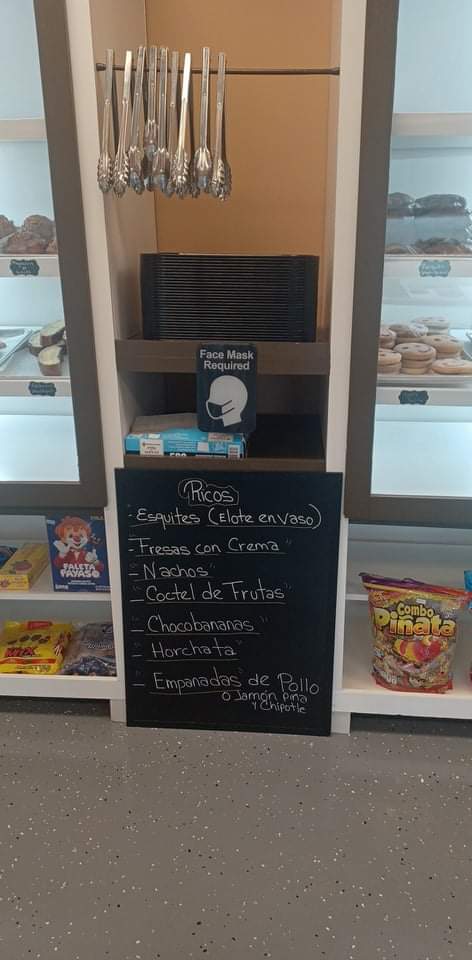 Face Mask
Required
Ricos
- Esquites (Elote en vaso)
- Fresas con Crema"
- "Nachos"
- "Coctel de Frutas"
- "Chocobananas"
- "Horchata"
- Empanadas de Pollo
o Jamón Piña
y Chipotle
PALETA
PAYASO
Combo
Piñata